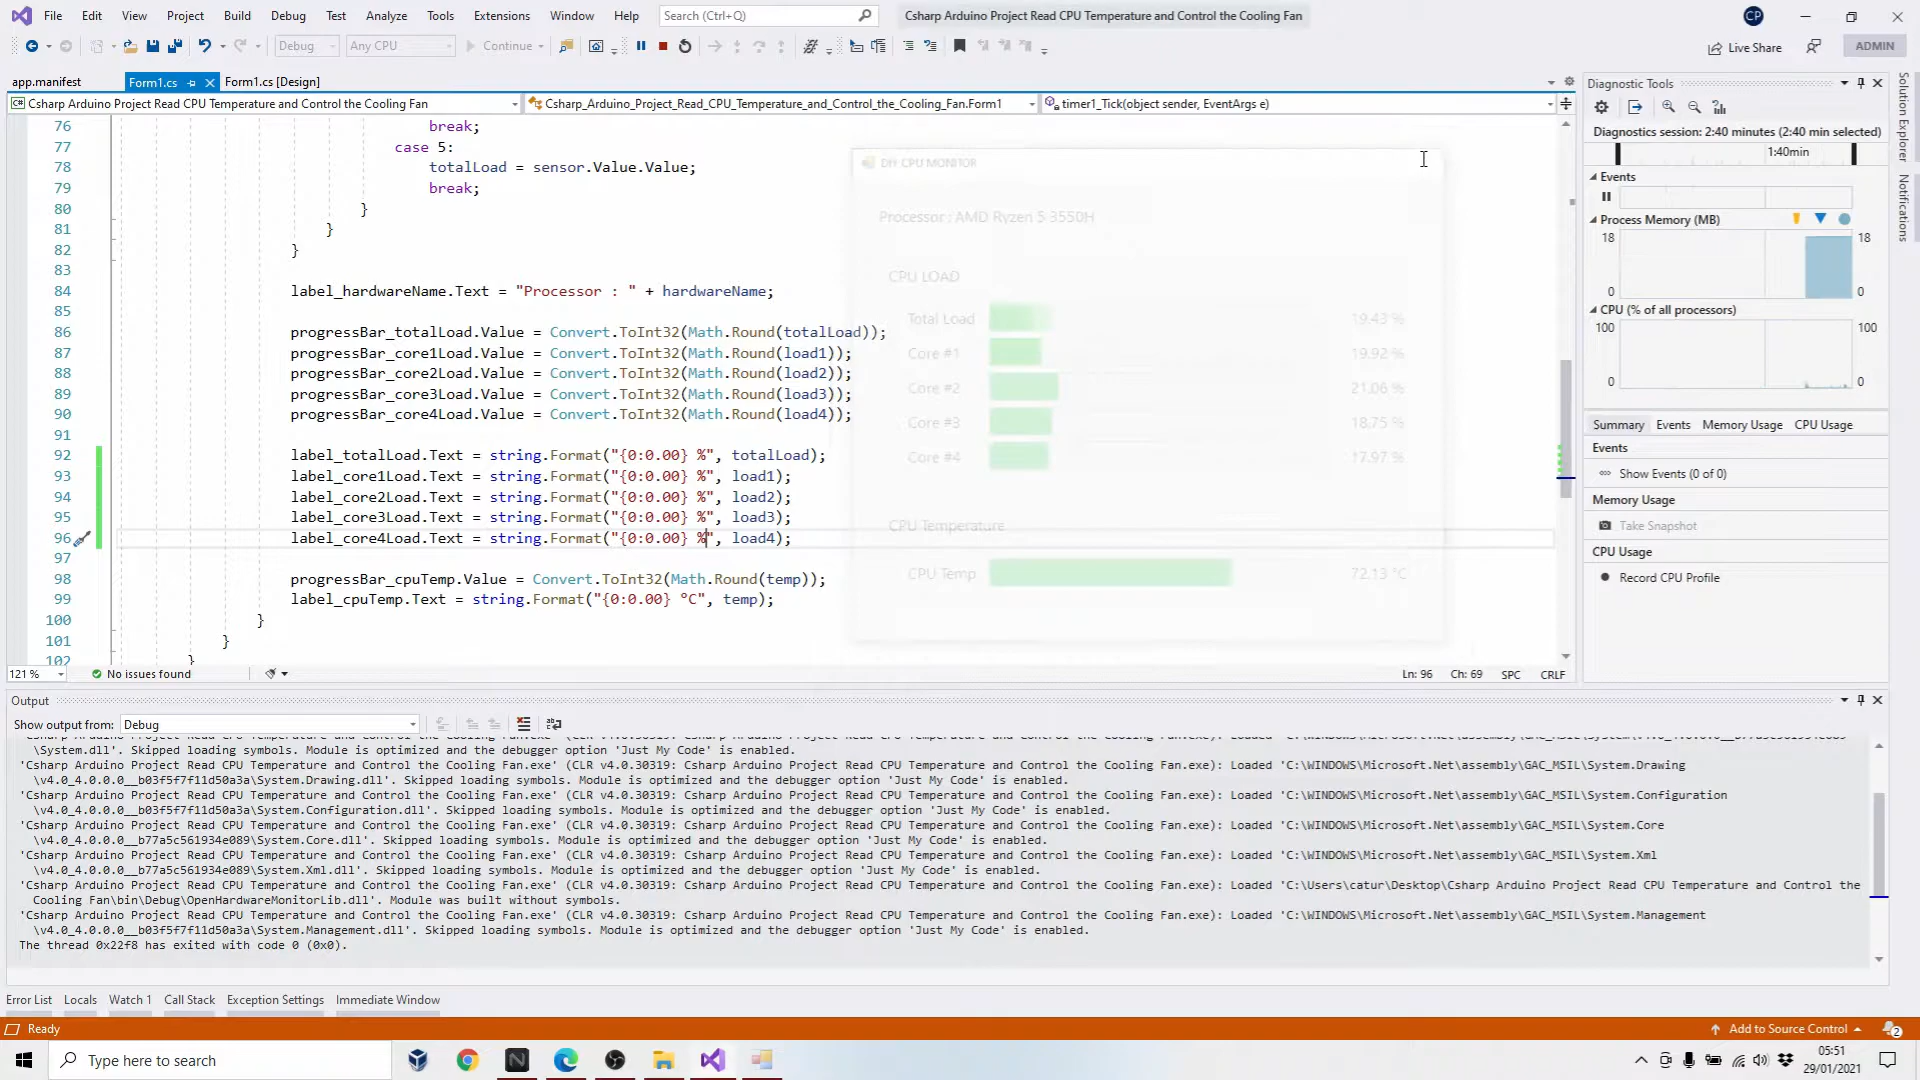 File Edit View Project Build Debug Test Analyze Tools Extensions Window Help Search (Ctrl+Q) Csharp Arduino Project Read CPU Temperature and Control the Cooling Fan CP
Debug Any CPU Continue Live Share ADMIN
app.manifest Form1.cs Form1.cs [Design]
Csharp Arduino Project Read CPU Temperature and Control the Cooling Fan Csharp_Arduino_Project_Read_CPU_Temperature_and_Control_the_Cooling_Fan.Form1 timer1_Tick(object sender, EventArgs e)
76 break;
77 case 5:
78 totalLoad = sensor.Value.Value;
79 break;
80 }
81 }
82 }
83
84 label_hardwareName.Text = "Processor : " + hardwareName;
85
86 progressBar_totalLoad.Value = Convert.ToInt32(Math.Round(totalLoad));
87 progressBar_core1Load.Value = Convert.ToInt32(Math.Round(load1));
88 progressBar_core2Load.Value = Convert.ToInt32(Math.Round(load2));
89 progressBar_core3Load.Value = Convert.ToInt32(Math.Round(load3));
90 progressBar_core4Load.Value = Convert.ToInt32(Math.Round(load4));
91
92 label_totalLoad.Text = string.Format("{0:0.00} %", totalLoad);
93 label_core1Load.Text = string.Format("{0:0.00} %", load1);
94 label_core2Load.Text = string.Format("{0:0.00} %", load2);
95 label_core3Load.Text = string.Format("{0:0.00} %", load3);
96 label_core4Load.Text = string.Format("{0:0.00} %", load4);
97
98 progressBar_cpuTemp.Value = Convert.ToInt32(Math.Round(temp));
99 label_cpuTemp.Text = string.Format("{0:0.00} °C", temp);
100 }
101 }
102 }
DIY CPU MONITOR
Processor : AMD Ryzen 5 3550H
CPU LOAD
Total Load 19.43 %
Core #1 19.92 %
Core #2 21.06 %
Core #3 18.75 %
Core #4 17.97 %
CPU Temperature
CPU Temp 72.13 °C
121 % No issues found Ln: 96 Ch: 69 SPC CRLF
Diagnostic Tools
Diagnostics session: 2:40 minutes (2:40 min selected)
1:40min
Events
Process Memory (MB)
18 18
0 0
CPU (% of all processors)
100 100
0 0
Summary Events Memory Usage CPU Usage
Events
Show Events (0 of 0)
Memory Usage
Take Snapshot
CPU Usage
Record CPU Profile
Solution Explorer
Notifications
Output
Show output from: Debug
\System.dll'. Skipped loading symbols. Module is optimized and the debugger option 'Just My Code' is enabled.
'Csharp Arduino Project Read CPU Temperature and Control the Cooling Fan.exe' (CLR v4.0.30319: Csharp Arduino Project Read CPU Temperature and Control the Cooling Fan.exe): Loaded 'C:\WINDOWS\Microsoft.Net\assembly\GAC_MSIL\System.Drawing
\v4.0_4.0.0.0__b03f5f7f11d50a3a\System.Drawing.dll'. Skipped loading symbols. Module is optimized and the debugger option 'Just My Code' is enabled.
'Csharp Arduino Project Read CPU Temperature and Control the Cooling Fan.exe' (CLR v4.0.30319: Csharp Arduino Project Read CPU Temperature and Control the Cooling Fan.exe): Loaded 'C:\WINDOWS\Microsoft.Net\assembly\GAC_MSIL\System.Configuration
\v4.0_4.0.0.0__b03f5f7f11d50a3a\System.Configuration.dll'. Skipped loading symbols. Module is optimized and the debugger option 'Just My Code' is enabled.
'Csharp Arduino Project Read CPU Temperature and Control the Cooling Fan.exe' (CLR v4.0.30319: Csharp Arduino Project Read CPU Temperature and Control the Cooling Fan.exe): Loaded 'C:\WINDOWS\Microsoft.Net\assembly\GAC_MSIL\System.Core
\v4.0_4.0.0.0__b77a5c561934e089\System.Core.dll'. Skipped loading symbols. Module is optimized and the debugger option 'Just My Code' is enabled.
'Csharp Arduino Project Read CPU Temperature and Control the Cooling Fan.exe' (CLR v4.0.30319: Csharp Arduino Project Read CPU Temperature and Control the Cooling Fan.exe): Loaded 'C:\WINDOWS\Microsoft.Net\assembly\GAC_MSIL\System.Xml
\v4.0_4.0.0.0__b77a5c561934e089\System.Xml.dll'. Skipped loading symbols. Module is optimized and the debugger option 'Just My Code' is enabled.
'Csharp Arduino Project Read CPU Temperature and Control the Cooling Fan.exe' (CLR v4.0.30319: Csharp Arduino Project Read CPU Temperature and Control the Cooling Fan.exe): Loaded 'C:\Users\catur\Desktop\Csharp Arduino Project Read CPU Temperature and Control the
Cooling Fan\bin\Debug\OpenHardwareMonitorLib.dll'. Module was built without symbols.
'Csharp Arduino Project Read CPU Temperature and Control the Cooling Fan.exe' (CLR v4.0.30319: Csharp Arduino Project Read CPU Temperature and Control the Cooling Fan.exe): Loaded 'C:\WINDOWS\Microsoft.Net\assembly\GAC_MSIL\System.Management
\v4.0_4.0.0.0__b03f5f7f11d50a3a\System.Management.dll'. Skipped loading symbols. Module is optimized and the debugger option 'Just My Code' is enabled.
The thread 0x22f8 has exited with code 0 (0x0).
Error List Locals Watch 1 Call Stack Exception Settings Immediate Window
Ready Add to Source Control 2
Type here to search 05:51
29/01/2021